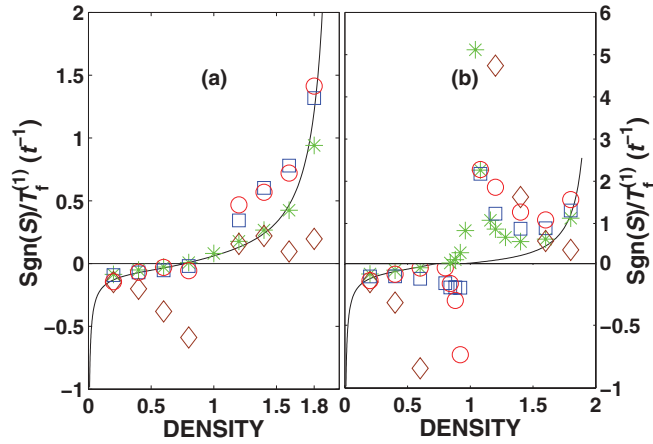 2
1.5
1
0.5
0
−0.5
−1
Sgn(S)/T_f^(1) (t^−1)
(a)
0 0.5 1 1.5 1.8
DENSITY
(b)
6
5
4
3
2
1
0
−0.5
−1
Sgn(S)/T_f^(1) (t^−1)
0 0.5 1 1.5 2
DENSITY